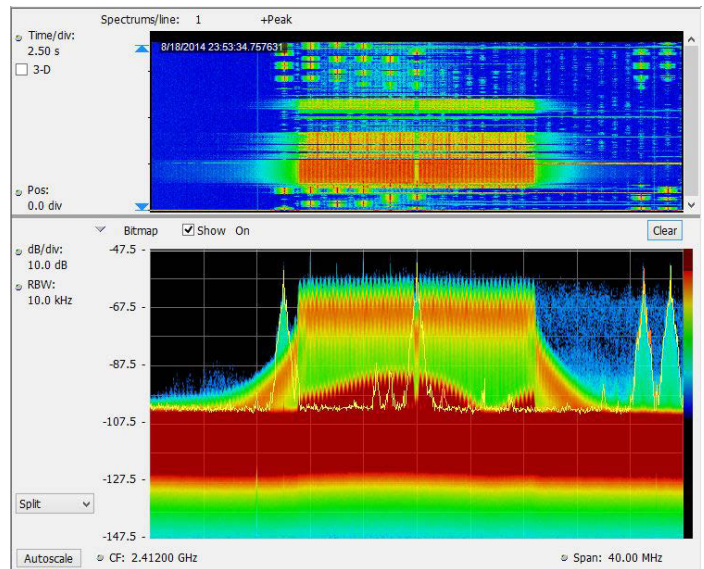 Spectrums/line: 1 +Peak
Time/div:
2.50 s
8/18/2014 23:53:34.757631
3-D
Pos:
0.0 div
Bitmap Show On Clear
dB/div:
10.0 dB
RBW:
10.0 kHz
-47.5 -
-67.5 -
-87.5 -
-107.5 -
-127.5 -
Split
-147.5 -
Autoscale CF: 2.41200 GHz Span: 40.00 MHz